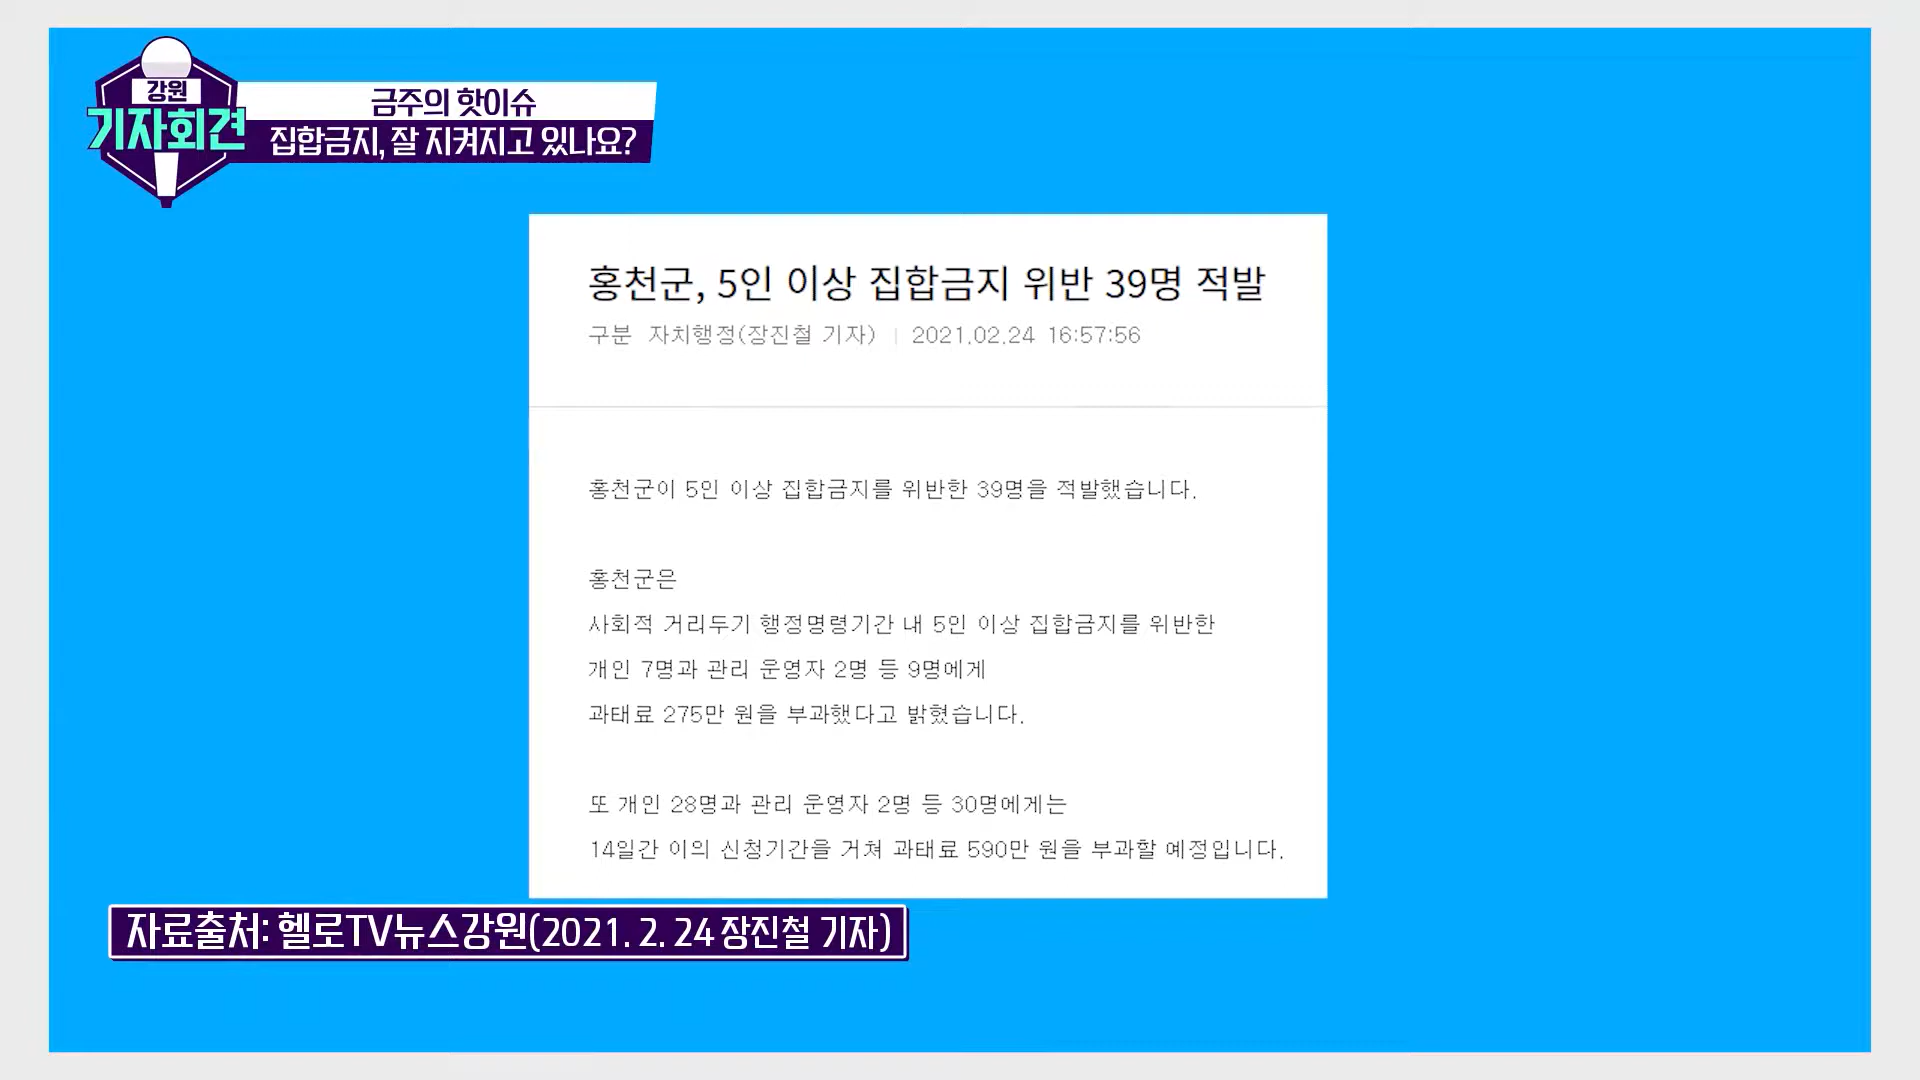 강원
기자회견
금주의 핫이슈
집합금지, 잘 지켜지고 있나요?
홍천군, 5인 이상 집합금지 위반 39명 적발
구분 자치행정(장진철 기자) | 2021.02.24 16:57:56
홍천군이 5인 이상 집합금지를 위반한 39명을 적발했습니다.
홍천군은
사회적 거리두기 행정명령기간 내 5인 이상 집합금지를 위반한
개인 7명과 관리 운영자 2명 등 9명에게
과태료 275만 원을 부과했다고 밝혔습니다.
또 개인 28명과 관리 운영자 2명 등 30명에게는
14일간 이의 신청기간을 거쳐 과태료 590만 원을 부과할 예정입니다.
자료출처: 헬로TV뉴스강원(2021. 2. 24 장진철 기자)